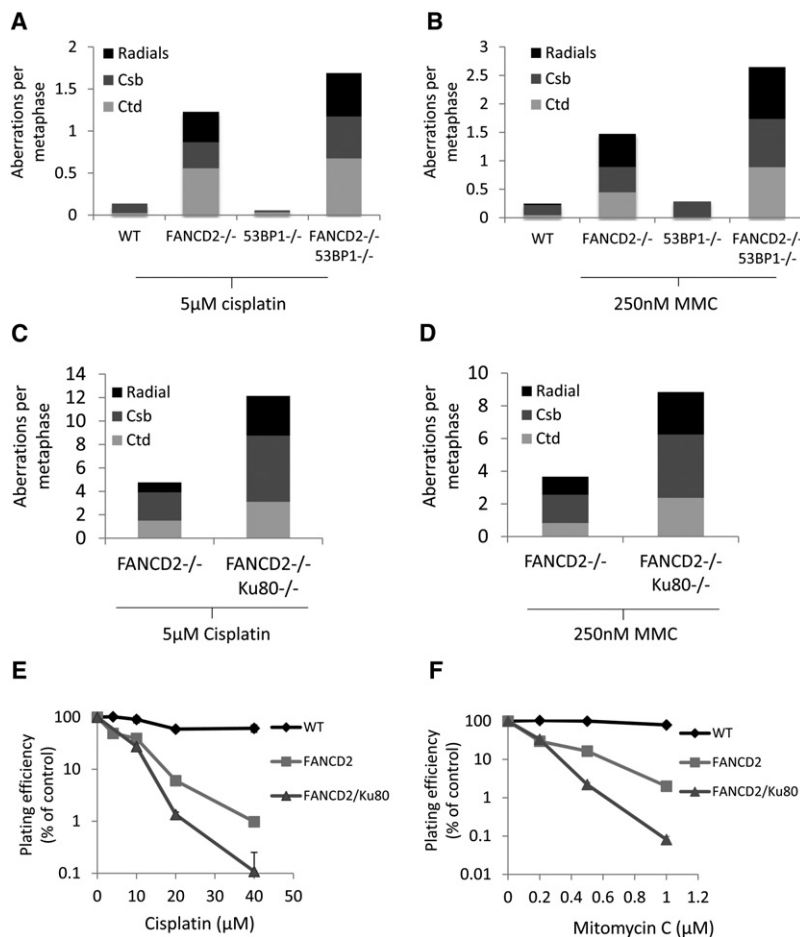 A
Aberrations per
metaphase
2
1.5
1
0.5
0
Radials
Csb
Ctd
WT
FANCD2-/-
53BP1-/-
FANCD2-/-
53BP1-/-
5µM cisplatin
B
Aberrations per
metaphase
3
2.5
2
1.5
1
0.5
0
Radials
Csb
Ctd
WT
FANCD2-/-
53BP1-/-
FANCD2-/-
53BP1-/-
250nM MMC
C
Aberrations per
metaphase
14
12
10
8
6
4
2
0
Radial
Csb
Ctd
FANCD2-/-
FANCD2-/-
Ku80-/-
5µM Cisplatin
D
Aberrations per
metaphase
10
8
6
4
2
0
Radial
Csb
Ctd
FANCD2-/-
FANCD2-/-
Ku80-/-
250nM MMC
E
Plating efficiency
(% of control)
100
10
1
0.1
0 10 20 30 40 50
Cisplatin (µM)
WT
FANCD2
FANCD2/Ku80
F
Plating efficiency
(% of control)
100
10
1
0.1
0.01
0 0.2 0.4 0.6 0.8 1 1.2
Mitomycin C (µM)
WT
FANCD2
FANCD2/Ku80